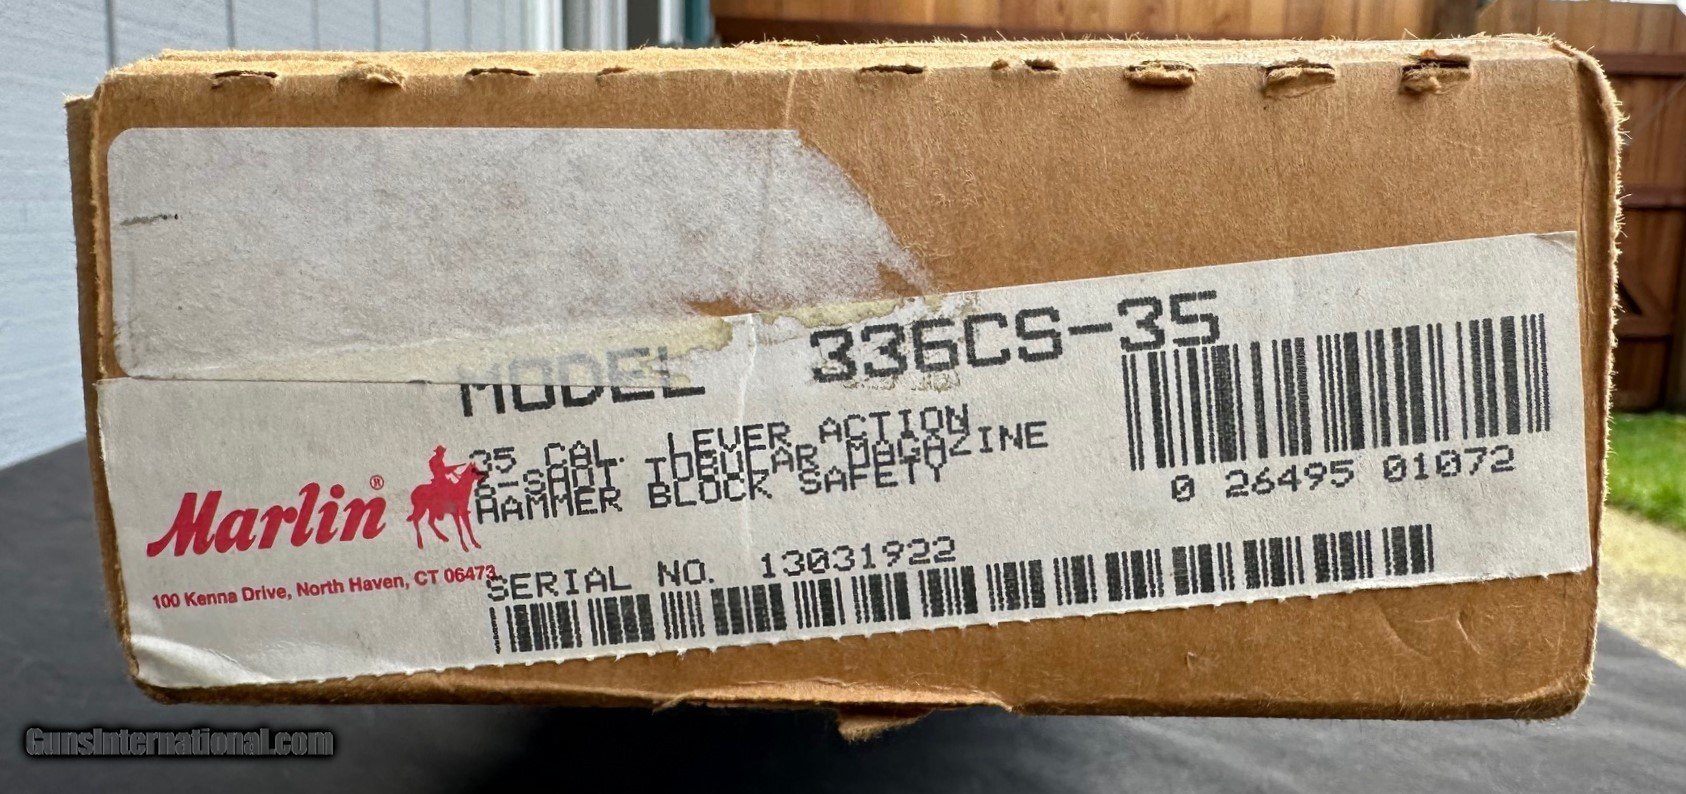 MODEL 336CS-35
35 CAL. LEVER ACTION
6-SHOT TUBULAR MAGAZINE
HAMMER BLOCK SAFETY
0 26495 01072
Marlin®
100 Kenna Drive, North Haven, CT 06473
SERIAL NO. 13031922
GunsInternational.com